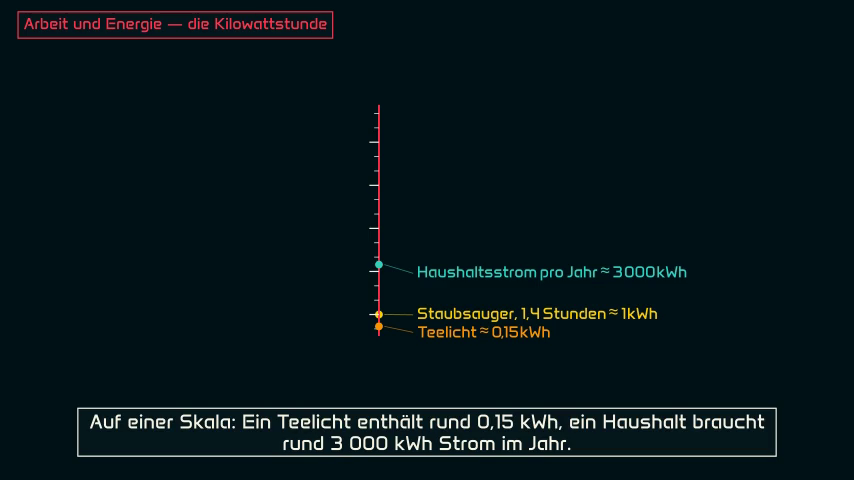 Arbeit und Energie — die Kilowattstunde
Haushaltsstrom pro Jahr ≈ 3000kWh
Staubsauger, 1,4 Stunden ≈ 1kWh
Teelicht ≈ 0,15kWh
Auf einer Skala: Ein Teelicht enthält rund 0,15 kWh, ein Haushalt braucht
rund 3 000 kWh Strom im Jahr.